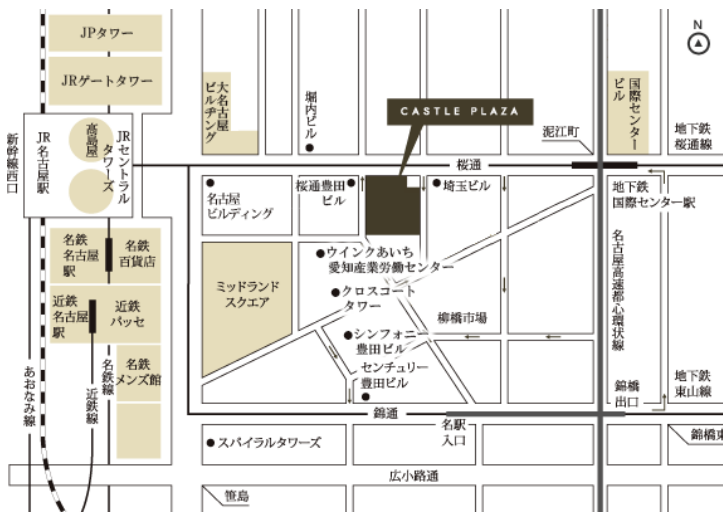 JPタワー
JRゲートタワー
N
大名古屋
ビルヂング
堀内ビル
CASTLE PLAZA
国際センター
ビル
泥江町
地下鉄
桜通線
新幹線西口
JR名古屋駅
高島屋
JRセントラル
タワーズ
桜通
名古屋
ビルディング
桜通豊田
ビル
埼玉ビル
地下鉄
国際センター駅
名鉄
名古屋
駅
名鉄
百貨店
ミッドランド
スクエア
ウインクあいち
愛知産業労働センター
クロスコート
タワー
名古屋高速都心環状線
近鉄
名古屋
駅
近鉄
パッセ
シンフォニー
豊田ビル
柳橋市場
センチュリー
豊田ビル
あおなみ線
近鉄線
名鉄線
名鉄
メンズ館
錦橋
出口
地下鉄
東山線
錦通
名駅
入口
スパイラルタワーズ
錦橋東
広小路通
笹島